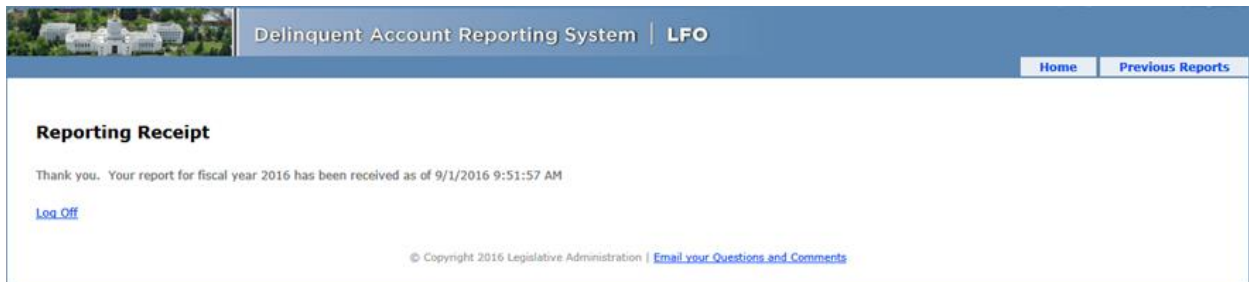 Delinquent Account Reporting System | LFO
Home Previous Reports
Reporting Receipt
Thank you. Your report for fiscal year 2016 has been received as of 9/1/2016 9:51:57 AM
Log Off
© Copyright 2016 Legislative Administration | Email your Questions and Comments